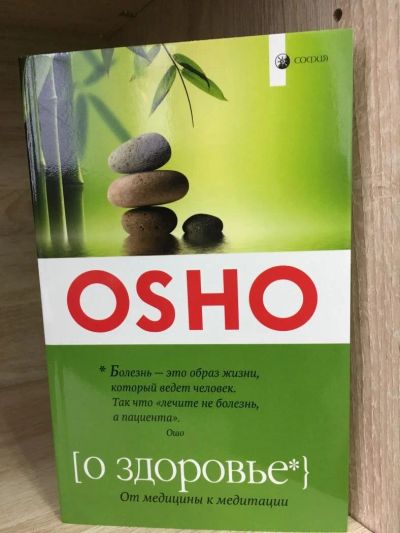 СОФИЯ
OSHO
* Болезнь — это образ жизни,
который ведет человек.
Так что «лечите не болезнь,
а пациента».
Ошо
[о здоровье*}
От медицины к медитации